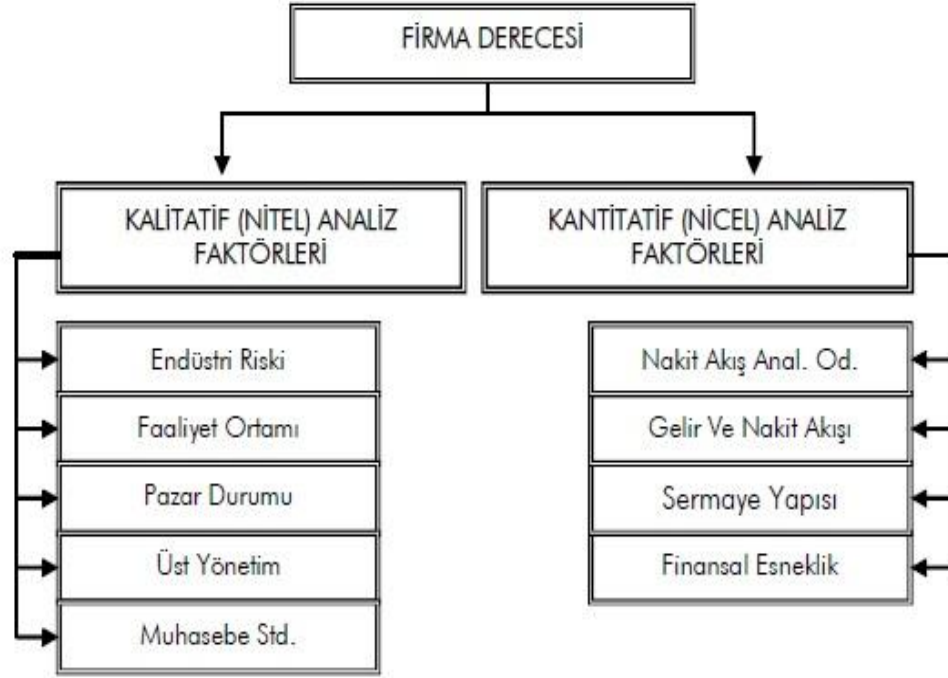 FİRMA DERECESİ
KALİTATİF (NİTEL) ANALİZ
FAKTÖRLERİ
Endüstri Riski
Faaliyet Ortamı
Pazar Durumu
Üst Yönetim
Muhasebe Std.
KANTİTATİF (NİCEL) ANALİZ
FAKTÖRLERİ
Nakit Akış Anal. Od.
Gelir Ve Nakit Akışı
Sermaye Yapısı
Finansal Esneklik